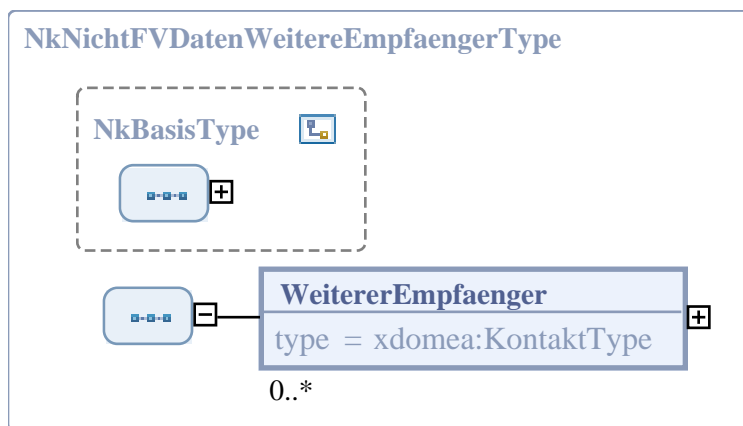 NkNichtFVDatenWeitereEmpfaengerType
NkBasisType
WeitererEmpfaenger
type = xdomea:KontaktType
0..*